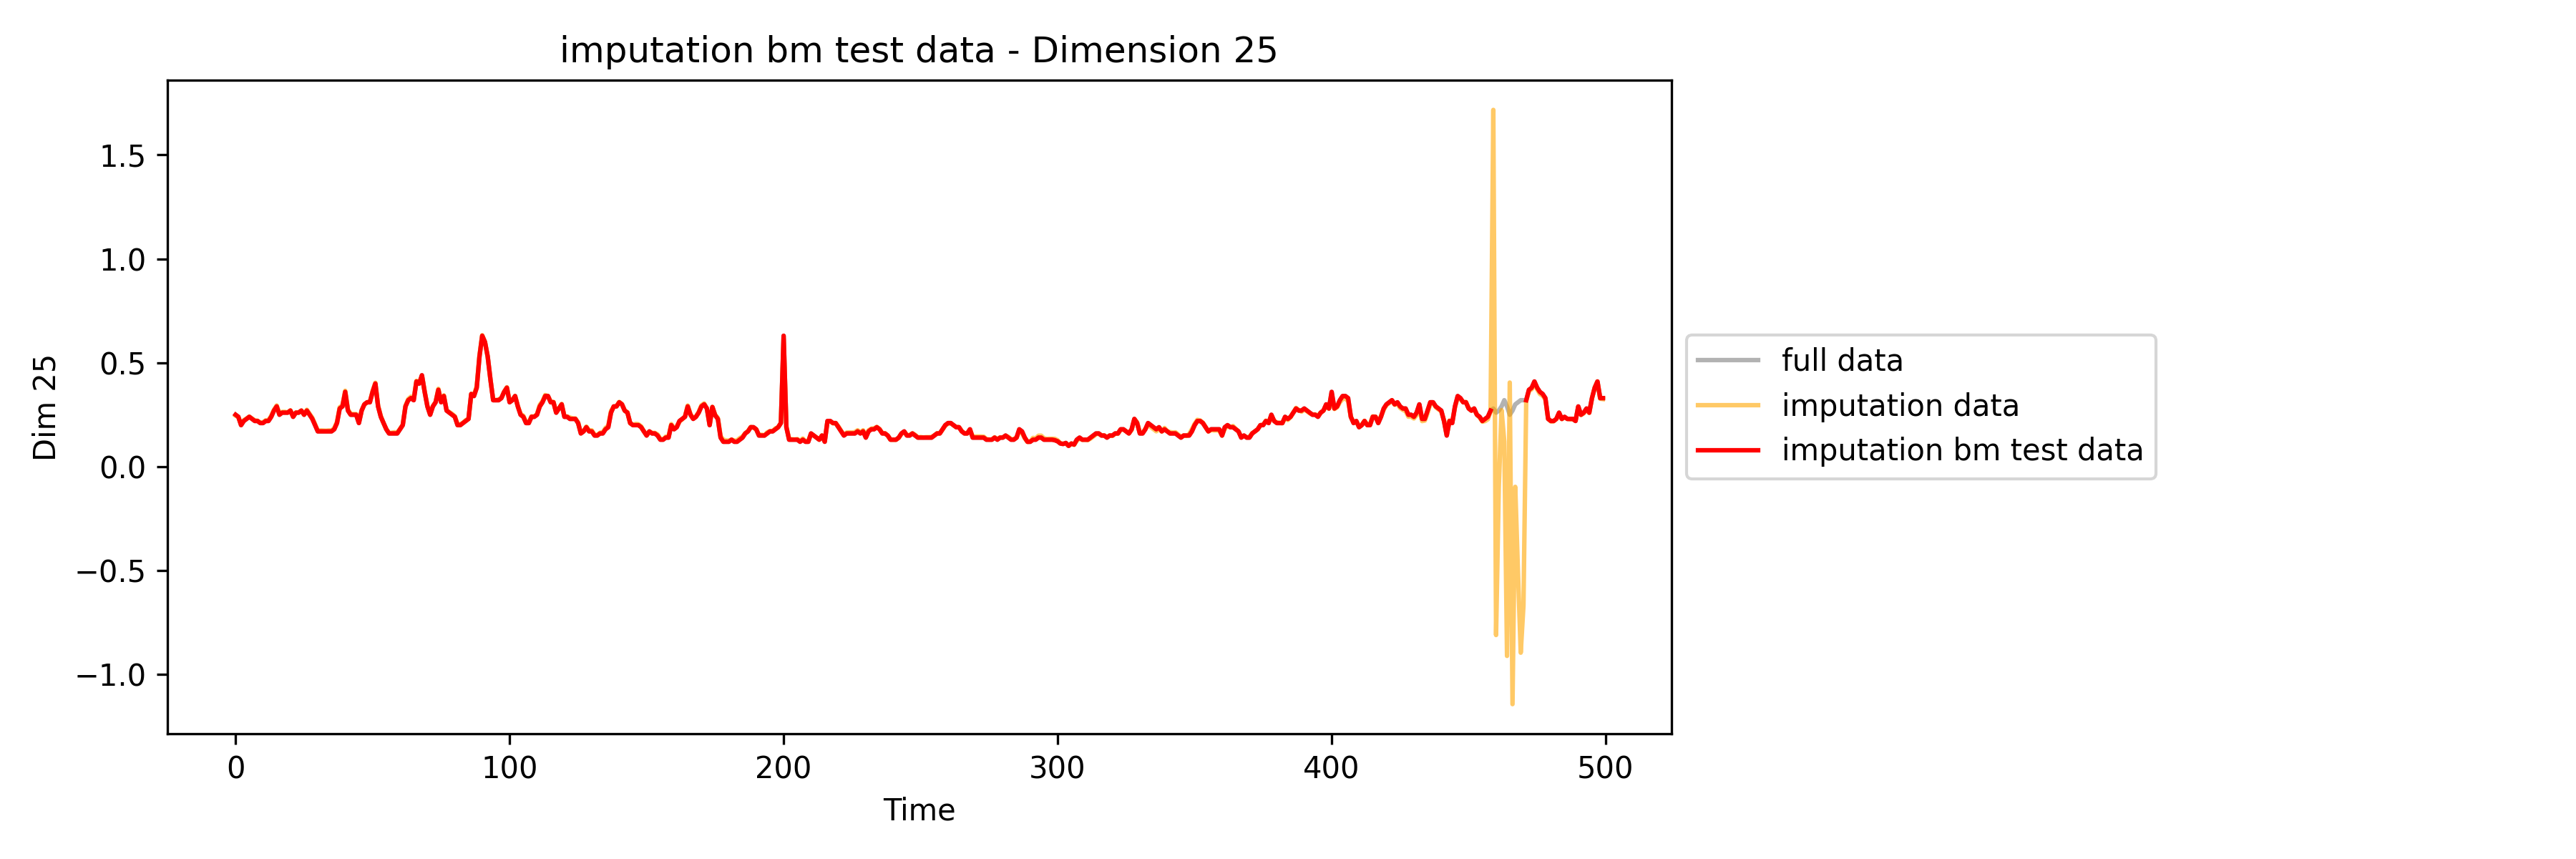 imputation bm test data - Dimension 25
1.5
1.0
0.5
0.0
−0.5
−1.0
Dim 25
0 100 200 300 400 500
Time
full data
imputation data
imputation bm test data